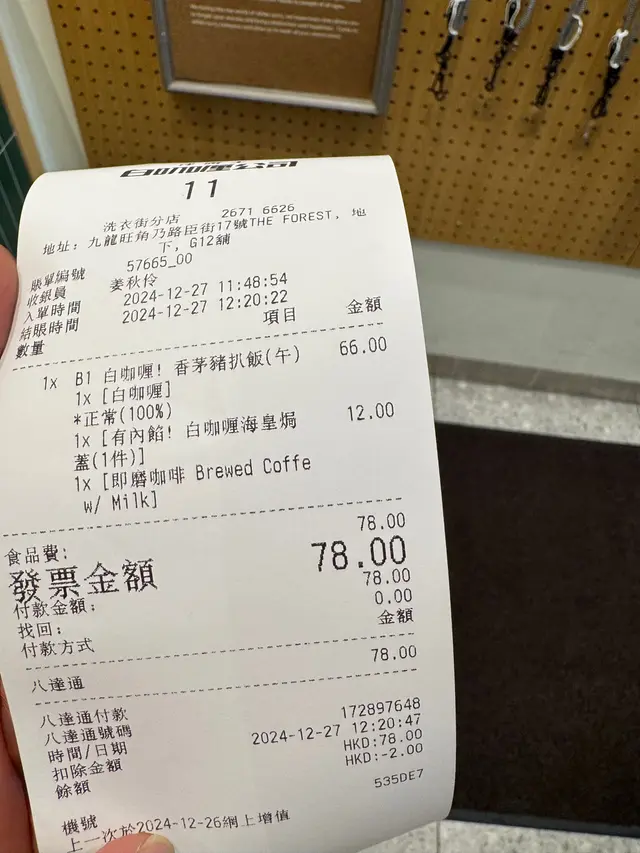 白咖喱公司
11
洗衣街分店 2671 6626
地址: 九龍旺角乃路臣街17號THE FOREST, 地
下, G12舖
賬單編號 57665_00
收銀員 姜秋伶
入單時間 2024-12-27 11:48:54
結賬時間 2024-12-27 12:20:22
數量 項目 金額
1x B1 白咖喱! 香茅豬扒飯(午) 66.00
1x [白咖喱]
*正常(100%)
1x [有內餡! 白咖喱海皇焗 12.00
蓋(1件)]
1x [即磨咖啡 Brewed Coffe
w/ Milk]
食品費: 78.00
發票金額 78.00
付款金額: 78.00
找回: 0.00
付款方式 金額
八達通 78.00
八達通付款
八達通號碼 172897648
時間/日期 2024-12-27 12:20:47
扣除金額 HKD:78.00
餘額 HKD:-2.00
機號 535DE7
上一次於2024-12-26網上增值